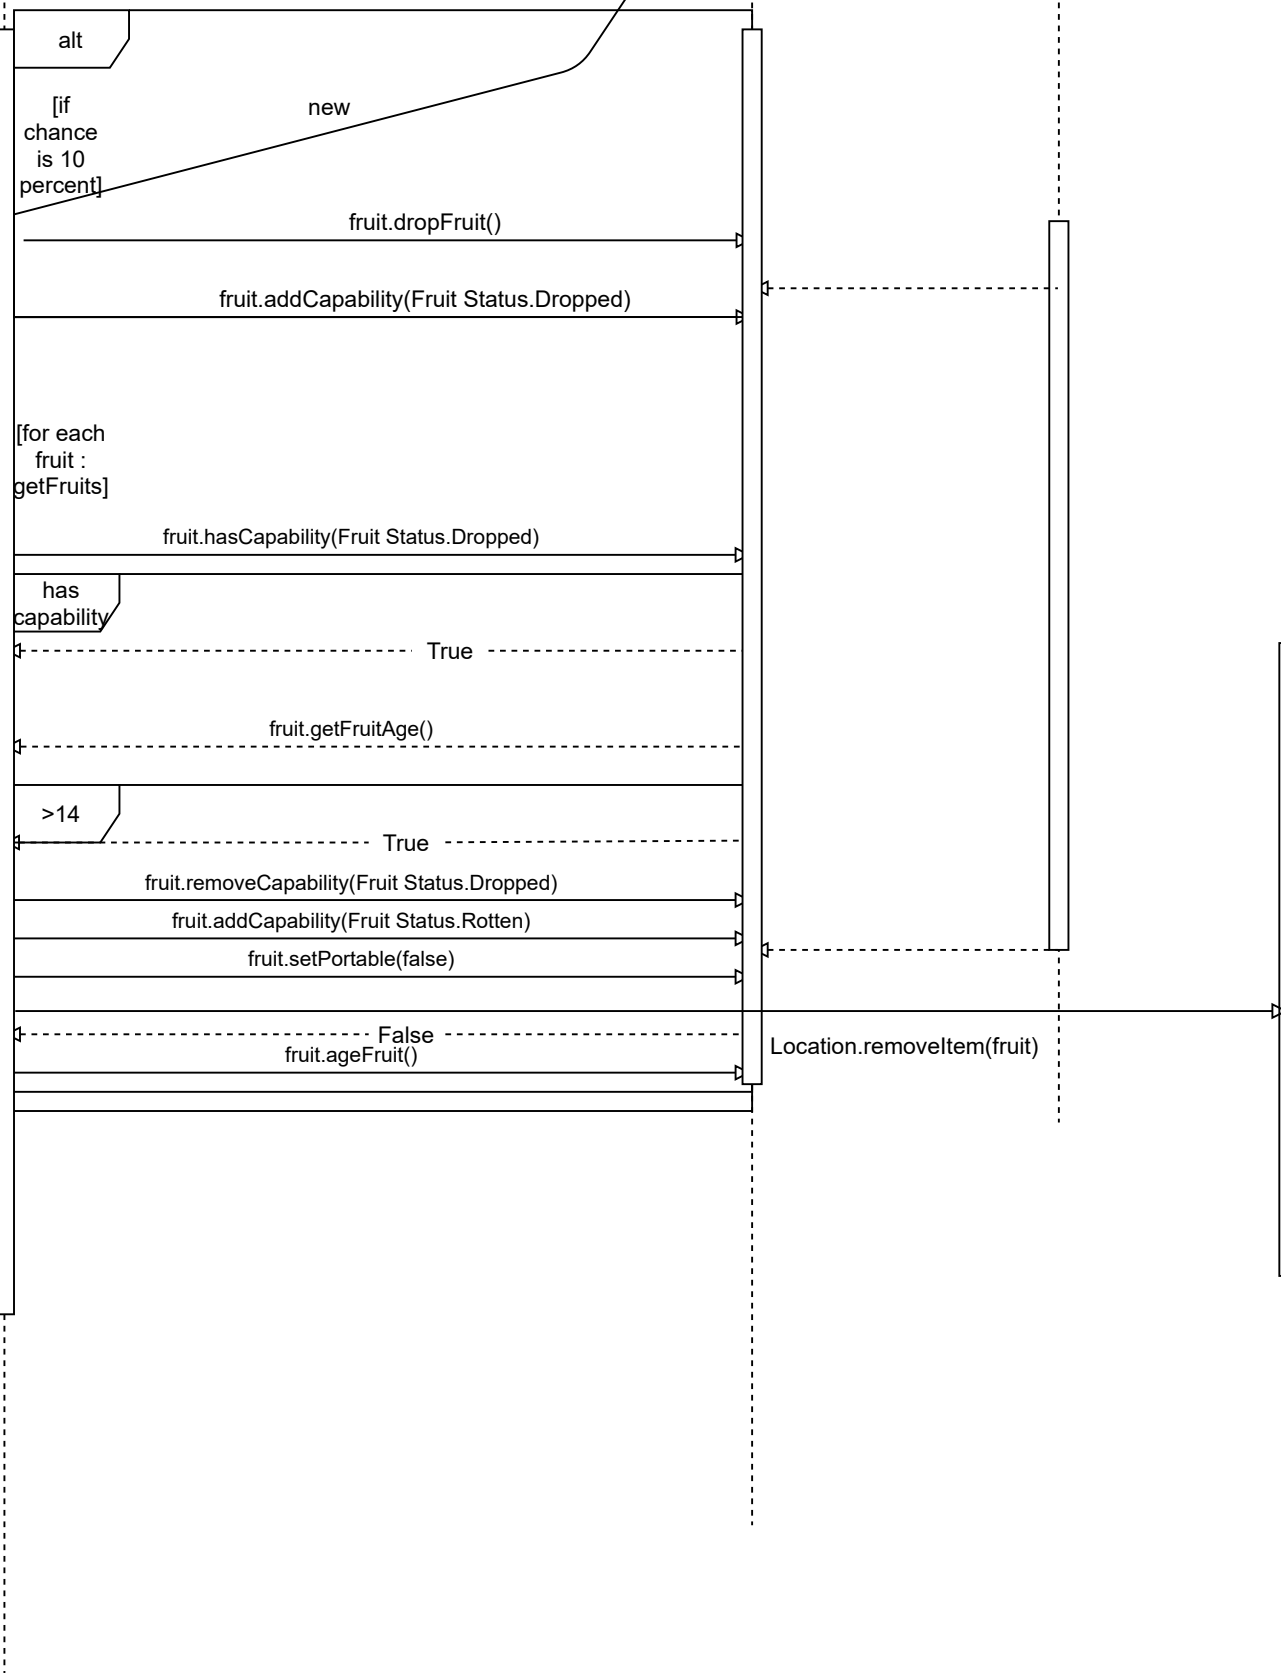 alt
[if
chance
is 10
percent]
new
fruit.dropFruit()
fruit.addCapability(Fruit Status.Dropped)
[for each
fruit :
getFruits]
fruit.hasCapability(Fruit Status.Dropped)
has
capability
True
fruit.getFruitAge()
>14
True
fruit.removeCapability(Fruit Status.Dropped)
fruit.addCapability(Fruit Status.Rotten)
fruit.setPortable(false)
False
Location.removeItem(fruit)
fruit.ageFruit()